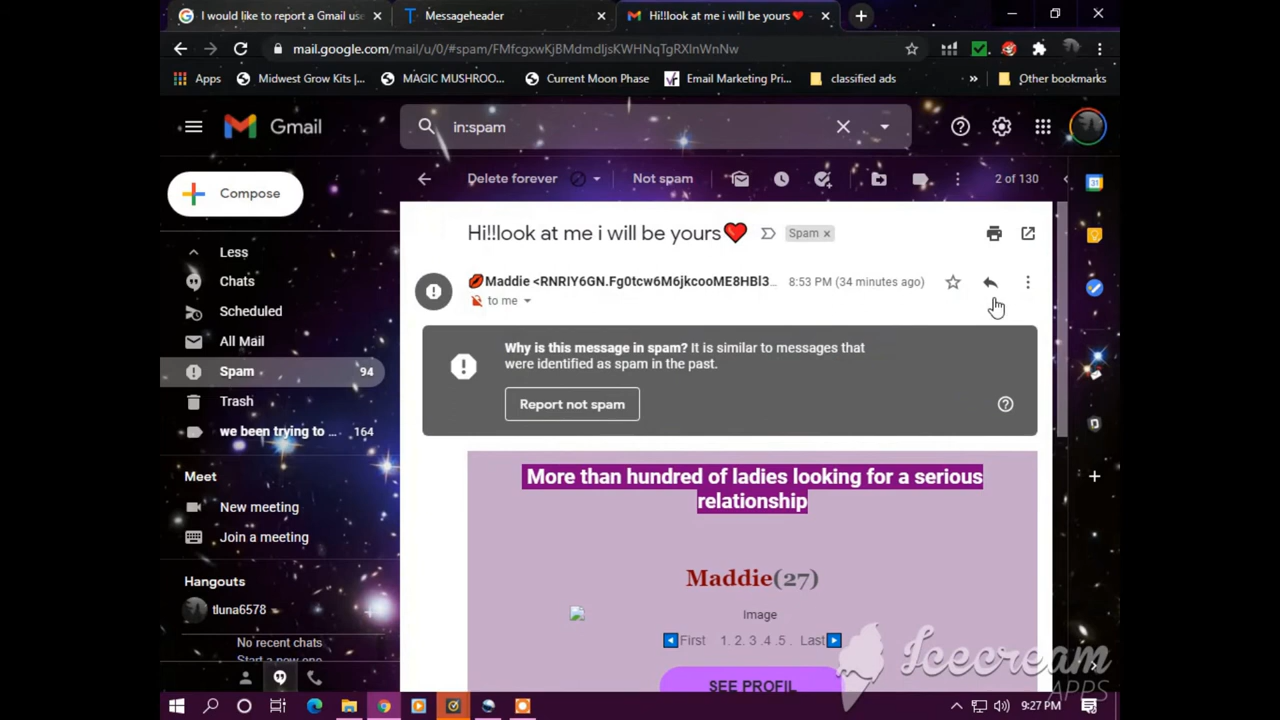 I would like to report a Gmail us
Messageheader
Hi!!look at me i will be yours❤
mail.google.com/mail/u/0/#spam/FMfcgxwKjBMdmdljsKWHNqTgRXlnWnNw
Apps
Midwest Grow Kits |...
MAGIC MUSHROO...
Current Moon Phase
Email Marketing Pri...
classified ads
»
Other bookmarks
Gmail
in:spam
Compose
Delete forever
Not spam
2 of 130
Less
Chats
Scheduled
All Mail
Spam
94
Trash
we been trying to ...
164
Meet
New meeting
Join a meeting
Hangouts
tluna6578
No recent chats
Start a new one
Hi!!look at me i will be yours❤
Spam x
💋Maddie <RNRIY6GN.Fg0tcw6M6jkcooME8HBl3...
8:53 PM (34 minutes ago)
to me
Why is this message in spam? It is similar to messages that
were identified as spam in the past.
Report not spam
More than hundred of ladies looking for a serious
relationship
Maddie(27)
Image
◀First 1. 2. 3 .4 .5 . Last▶
SEE PROFIL
Icecream
APPS
9:27 PM